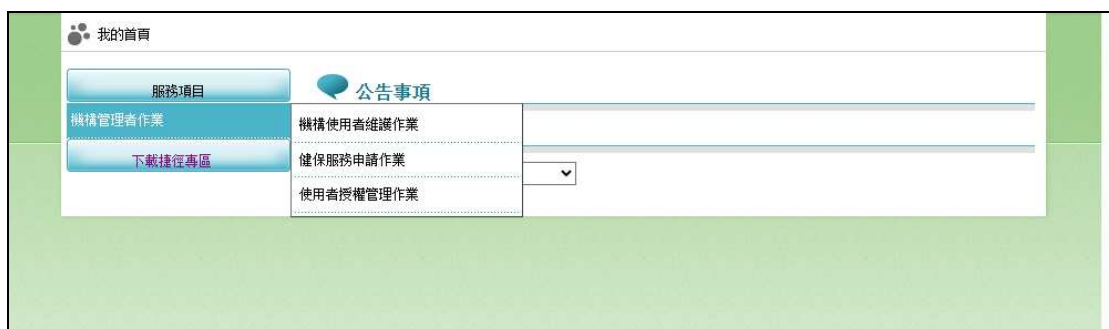 我的首頁
服務項目
公告事項
機構管理者作業
機構使用者維護作業
下載捷徑專區
健保服務申請作業
使用者授權管理作業